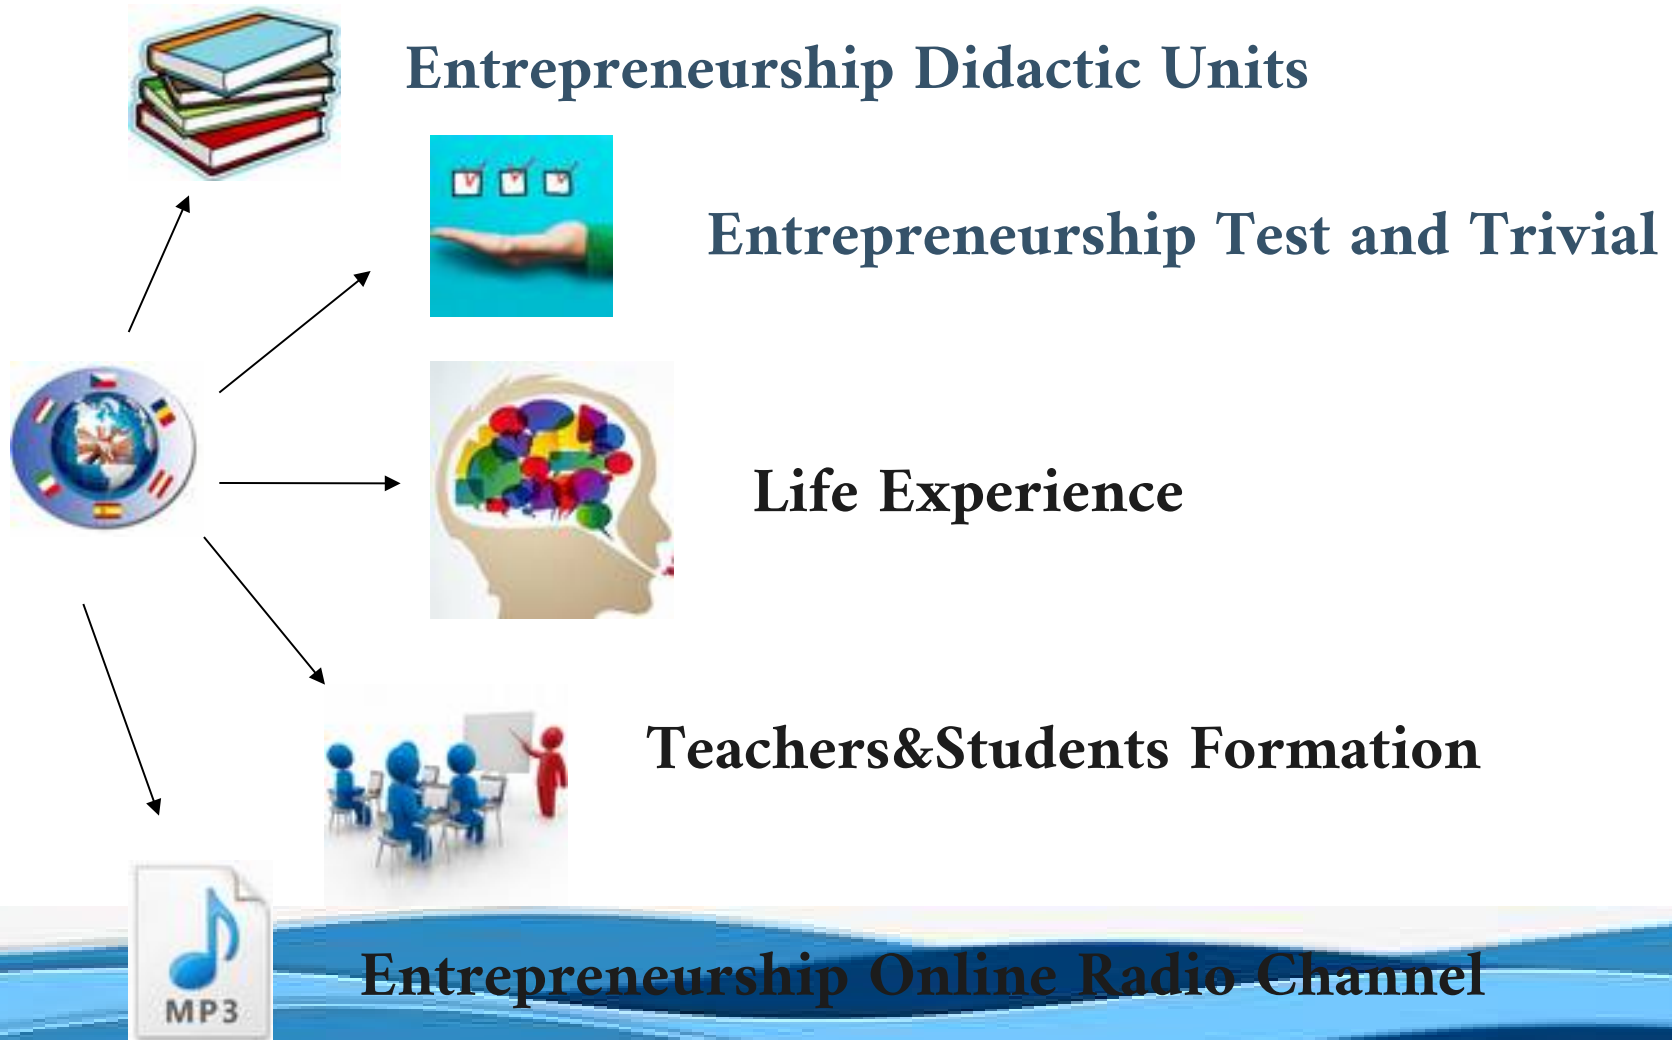 Entrepreneurship Didactic Units
Entrepreneurship Test and Trivial
Life Experience
Teachers&Students Formation
MP3
Entrepreneurship Online Radio Channel